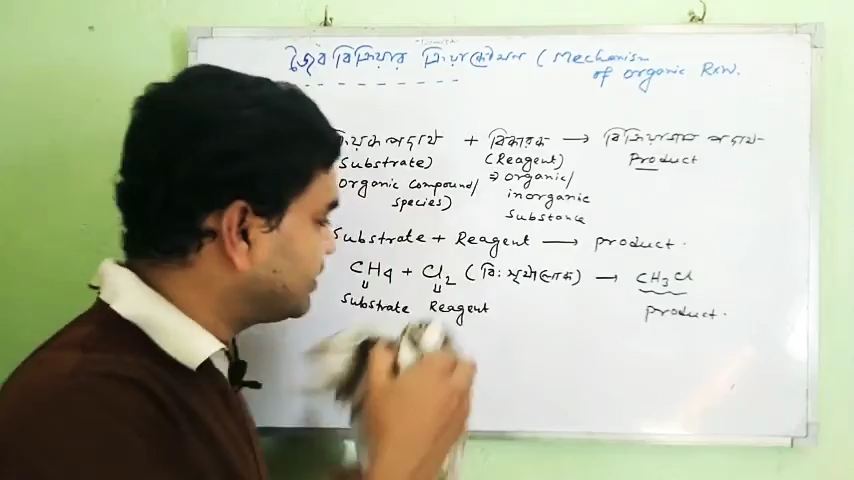 জৈব বিক্রিয়ার ক্রিয়াকৌশল (Mechanism
of organic Rxn.
পদার্থ + বিকারক → বিক্রিয়াজাত পদার্থ
Substrate) (Reagent) Product
organic compound/ ⇒ organic/
species) inorganic
substance
Substrate + Reagent → product.
CH4 + Cl2 (বি: সূর্যালোক) → CH3Cl
Substrate Reagent product.